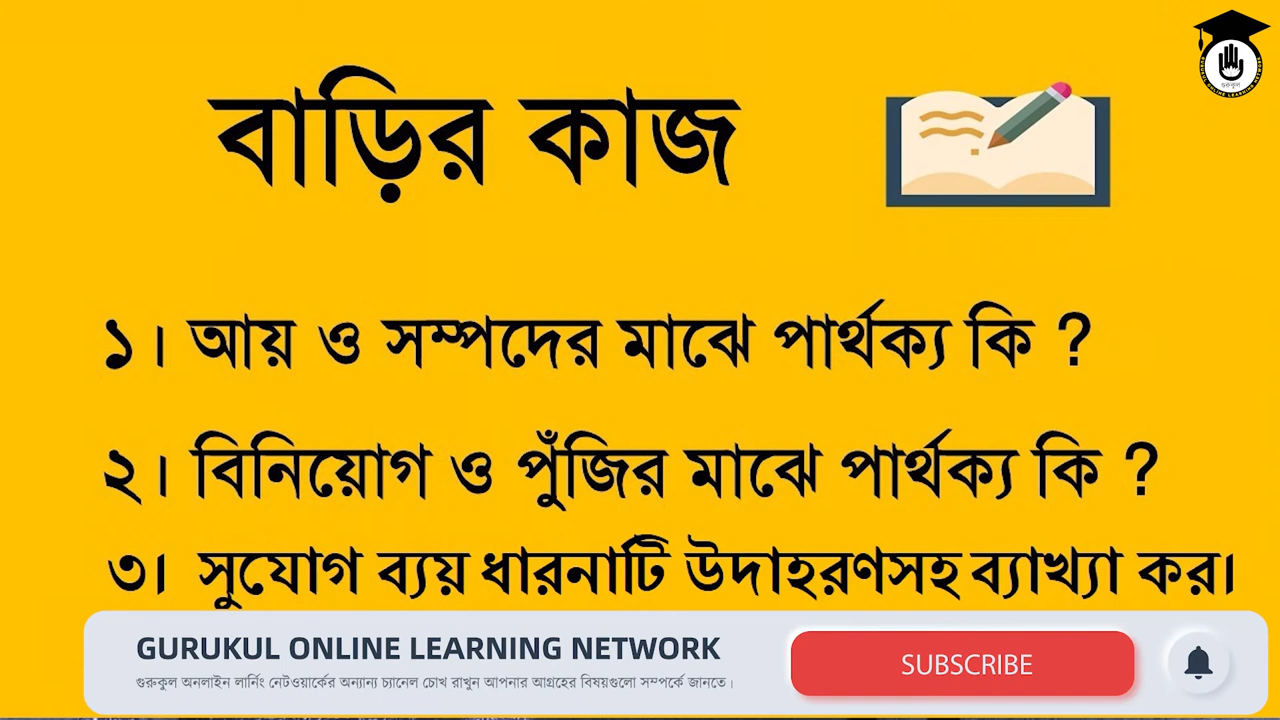 বাড়ির কাজ
গুরুকুল
১। আয় ও সম্পদের মাঝে পার্থক্য কি ?
২। বিনিয়োগ ও পুঁজির মাঝে পার্থক্য কি ?
৩। সুযোগ ব্যয় ধারনাটি উদাহরণসহ ব্যাখ্যা কর।
GURUKUL ONLINE LEARNING NETWORK
গুরুকুল অনলাইন লার্নিং নেটওয়ার্কের অন্যান্য চ্যানেল চোখ রাখুন আপনার আগ্রহের বিষয়গুলো সম্পর্কে জানতে।
SUBSCRIBE